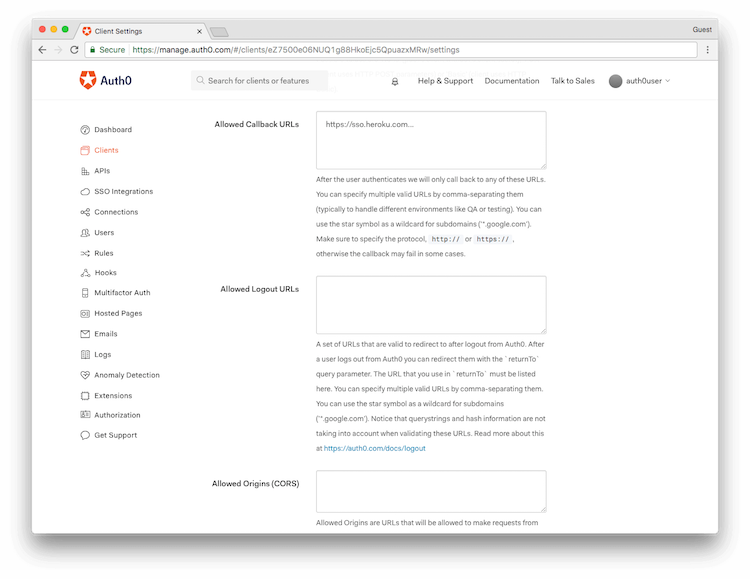 Client Settings
Guest
Secure https://manage.auth0.com/#/clients/eZ7500e06NUQ1g88HkoEjc5QpuazxMRw/settings
Auth0
Search for clients or features
Help & Support
Documentation
Talk to Sales
auth0user
Dashboard
Clients
APIs
SSO Integrations
Connections
Users
Rules
Hooks
Multifactor Auth
Hosted Pages
Emails
Logs
Anomaly Detection
Extensions
Authorization
Get Support
Allowed Callback URLs
https://sso.heroku.com...
After the user authenticates we will only call back to any of these URLs.
You can specify multiple valid URLs by comma-separating them
(typically to handle different environments like QA or testing). You can
use the star symbol as a wildcard for subdomains ('*.google.com').
Make sure to specify the protocol, http:// or https:// ,
otherwise the callback may fail in some cases.
Allowed Logout URLs
A set of URLs that are valid to redirect to after logout from Auth0. After
a user logs out from Auth0 you can redirect them with the `returnTo`
query parameter. The URL that you use in `returnTo` must be listed
here. You can specify multiple valid URLs by comma-separating them.
You can use the star symbol as a wildcard for subdomains
('*.google.com'). Notice that querystrings and hash information are not
taking into account when validating these URLs. Read more about this
at https://auth0.com/docs/logout
Allowed Origins (CORS)
Allowed Origins are URLs that will be allowed to make requests from